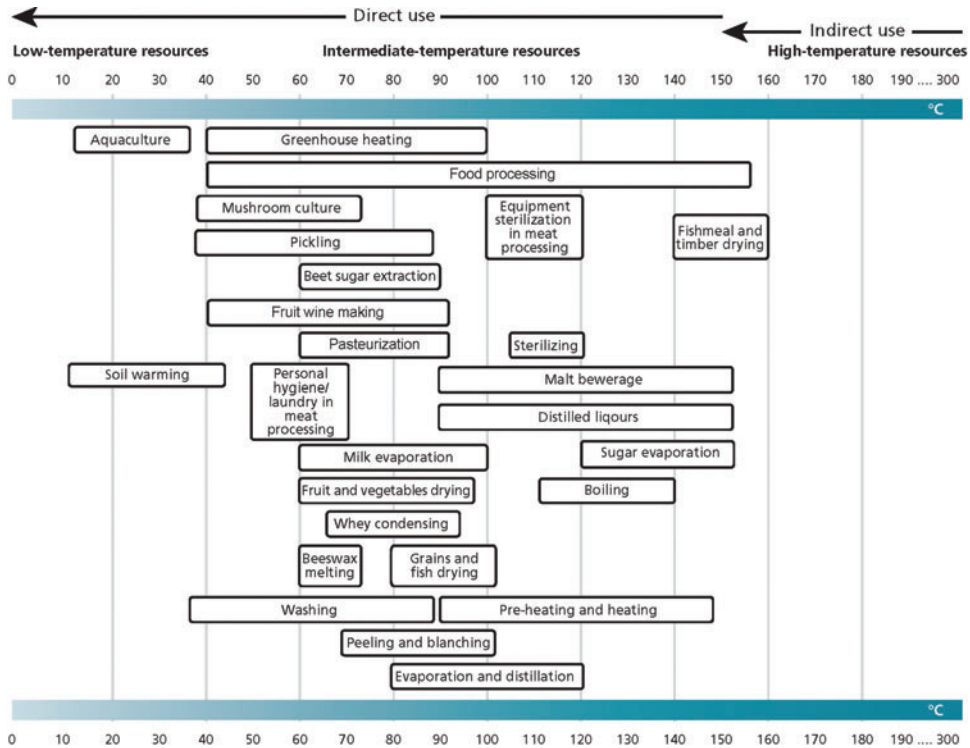 Direct use
Indirect use
Low-temperature resources Intermediate-temperature resources High-temperature resources
0 10 20 30 40 50 60 70 80 90 100 110 120 130 140 150 160 170 180 190 .... 300
°C
Aquaculture Greenhouse heating
Food processing
Mushroom culture
Equipment
sterilization
in meat
processing
Fishmeal and
timber drying
Pickling
Beet sugar extraction
Fruit wine making
Pasteurization Sterilizing
Soil warming
Personal
hygiene/
laundry in
meat
processing
Malt bewerage
Distilled liqours
Milk evaporation Sugar evaporation
Fruit and vegetables drying Boiling
Whey condensing
Beeswax
melting
Grains and
fish drying
Washing Pre-heating and heating
Peeling and blanching
Evaporation and distillation
°C
0 10 20 30 40 50 60 70 80 90 100 110 120 130 140 150 160 170 180 190 .... 300